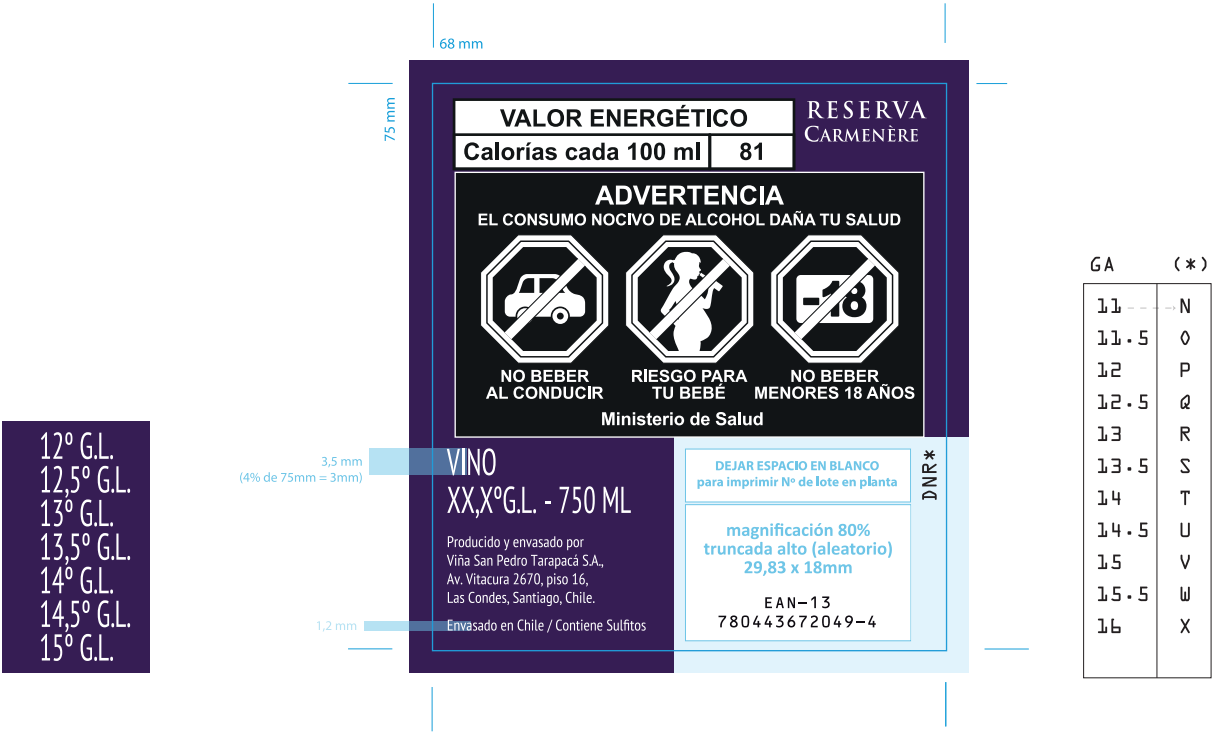 68 mm
75 mm
VALOR ENERGÉTICO
Calorías cada 100 ml 81
RESERVA
CARMENÈRE
ADVERTENCIA
EL CONSUMO NOCIVO DE ALCOHOL DAÑA TU SALUD
-18
NO BEBER
AL CONDUCIR
RIESGO PARA
TU BEBÉ
NO BEBER
MENORES 18 AÑOS
Ministerio de Salud
12º G.L.
12,5º G.L.
13º G.L.
13,5º G.L.
14º G.L.
14,5º G.L.
15º G.L.
3,5 mm
(4% de 75mm = 3mm)
VINO
XX,XºG.L. - 750 ML
Producido y envasado por
Viña San Pedro Tarapacá S.A.,
Av. Vitacura 2670, piso 16,
Las Condes, Santiago, Chile.
1,2 mm
Envasado en Chile / Contiene Sulfitos
DEJAR ESPACIO EN BLANCO
para imprimir Nº de lote en planta
DNR*
magnificación 80%
truncada alto (aleatorio)
29,83 x 18mm
EAN-13
780443672049-4
GA (*)
11 N
11.5 O
12 P
12.5 Q
13 R
13.5 S
14 T
14.5 U
15 V
15.5 W
16 X